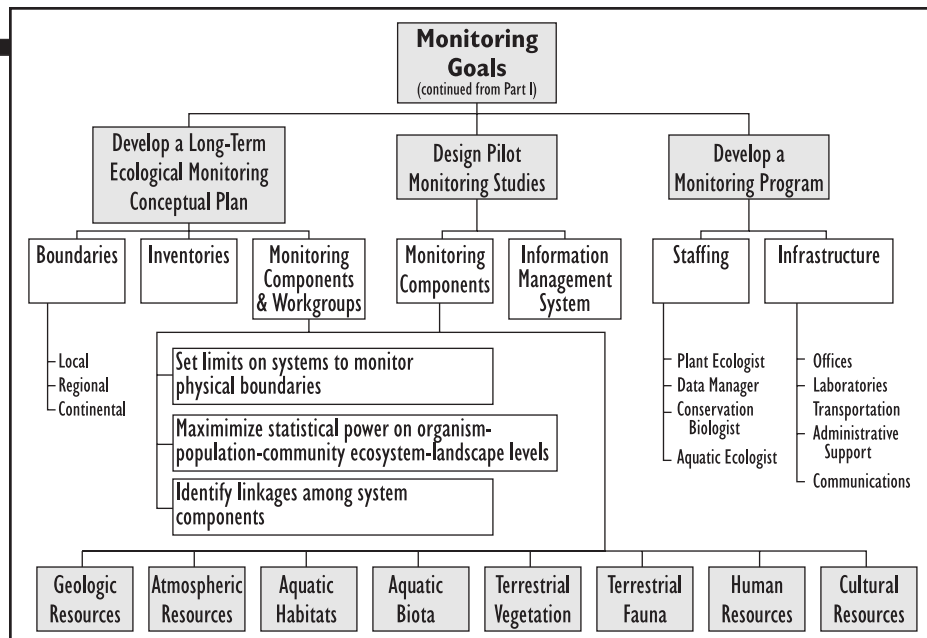 Monitoring
Goals
(continued from Part I)
Develop a Long-Term
Ecological Monitoring
Conceptual Plan
Design Pilot
Monitoring Studies
Develop a
Monitoring Program
Boundaries
Inventories
Monitoring
Components
& Workgroups
Monitoring
Components
Information
Management
System
Staffing
Infrastructure
Local
Regional
Continental
Set limits on systems to monitor
physical boundaries
Maximimize statistical power on organism-
population-community ecosystem-landscape levels
Identify linkages among system
components
Plant Ecologist
Data Manager
Conservation
Biologist
Aquatic Ecologist
Offices
Laboratories
Transportation
Administrative
Support
Communications
Geologic
Resources
Atmospheric
Resources
Aquatic
Habitats
Aquatic
Biota
Terrestrial
Vegetation
Terrestrial
Fauna
Human
Resources
Cultural
Resources